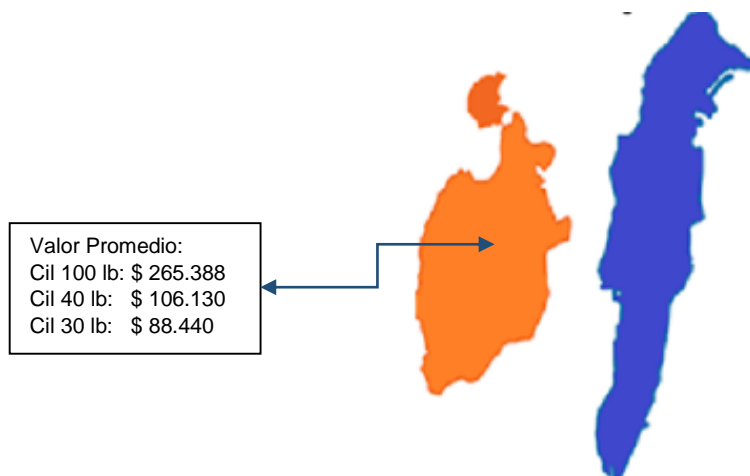 Valor Promedio:
Cil 100 lb: $ 265.388
Cil 40 lb: $ 106.130
Cil 30 lb: $ 88.440